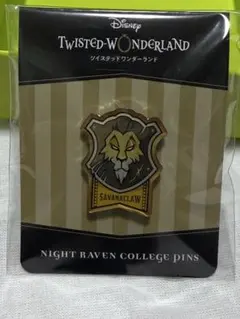 Disney
TWISTED-WONDERLAND
ツイステッドワンダーランド
SAVANACLAW
NIGHT RAVEN COLLEGE PINS